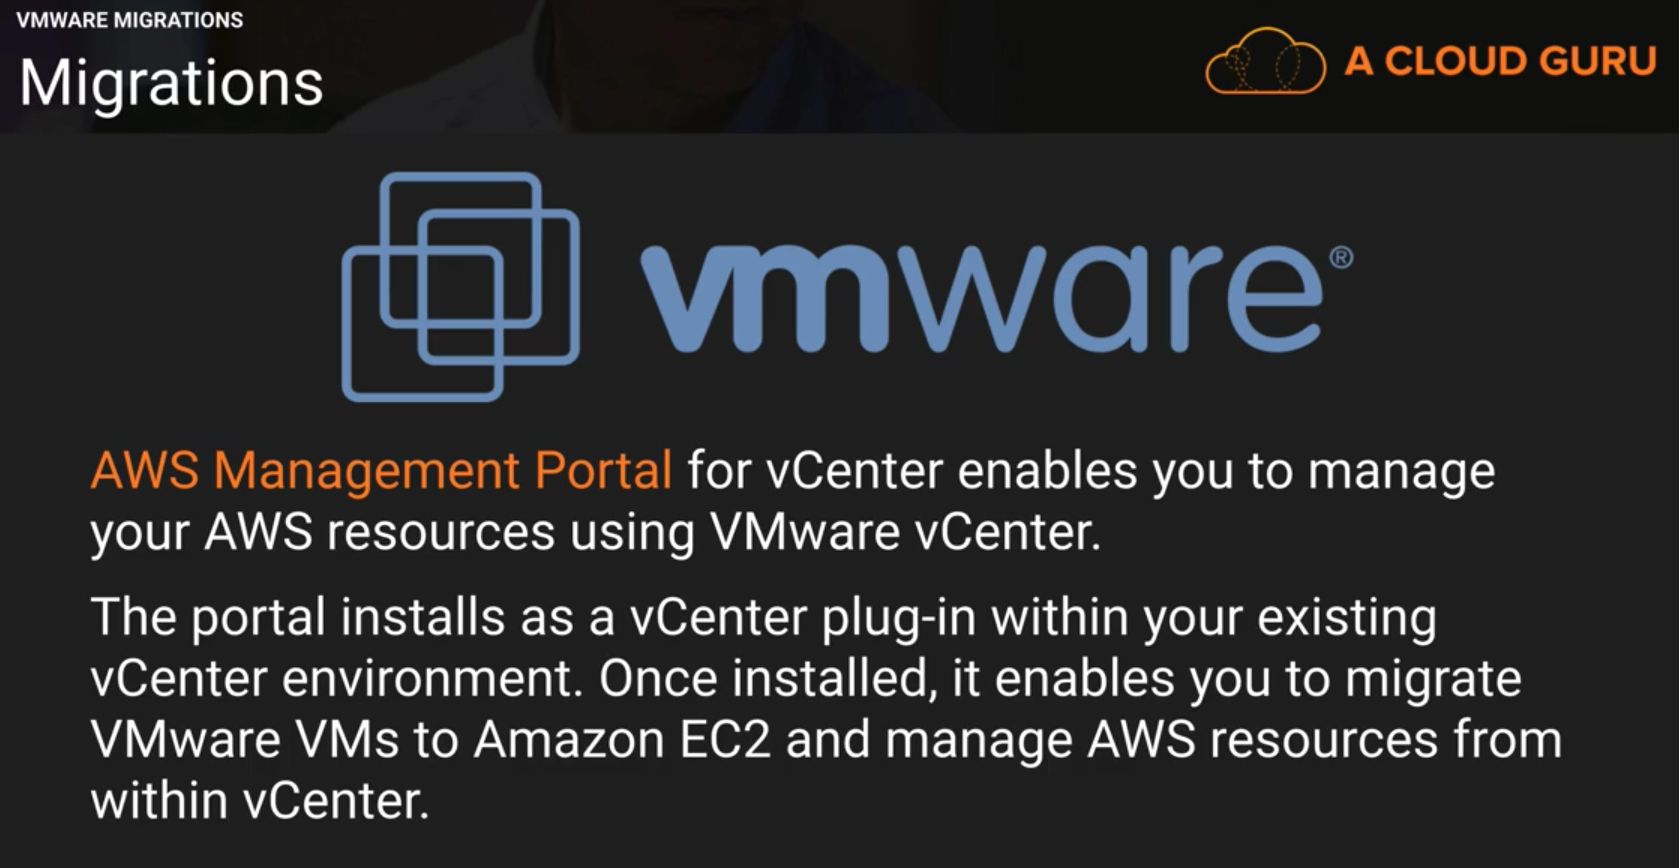 VMWARE MIGRATIONS
Migrations
A CLOUD GURU
vmware®
AWS Management Portal for vCenter enables you to manage
your AWS resources using VMware vCenter.
The portal installs as a vCenter plug-in within your existing
vCenter environment. Once installed, it enables you to migrate
VMware VMs to Amazon EC2 and manage AWS resources from
within vCenter.